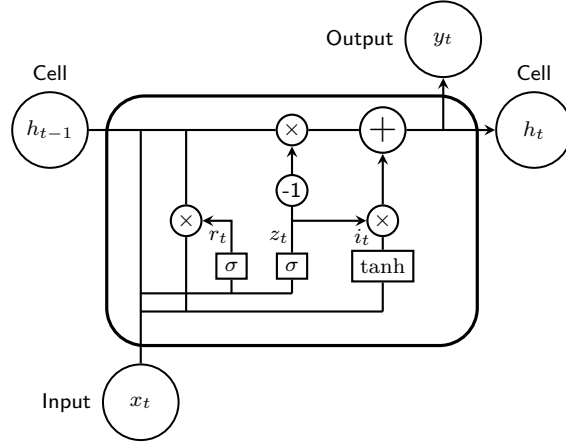 Output
y_t
Cell
Cell
h_{t−1}
×
+
h_t
-1
×
r_t
z_t
i_t
×
σ
σ
tanh
Input
x_t